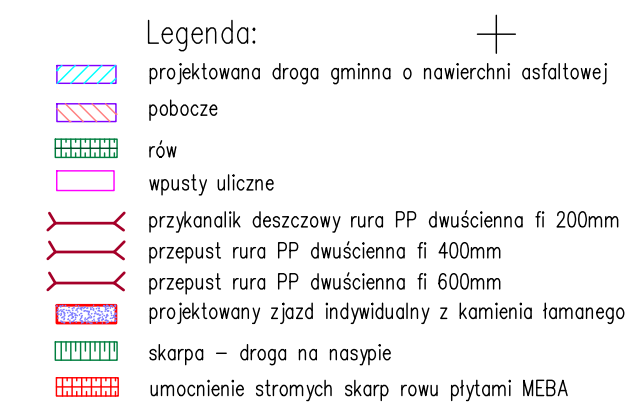 Legenda:
projektowana droga gminna o nawierzchni asfaltowej
pobocze
rów
wpusty uliczne
przykanalik deszczowy rura PP dwuścienna fi 200mm
przepust rura PP dwuścienna fi 400mm
przepust rura PP dwuścienna fi 600mm
projektowany zjazd indywidualny z kamienia łamanego
skarpa – droga na nasypie
umocnienie stromych skarp rowu płytami MEBA